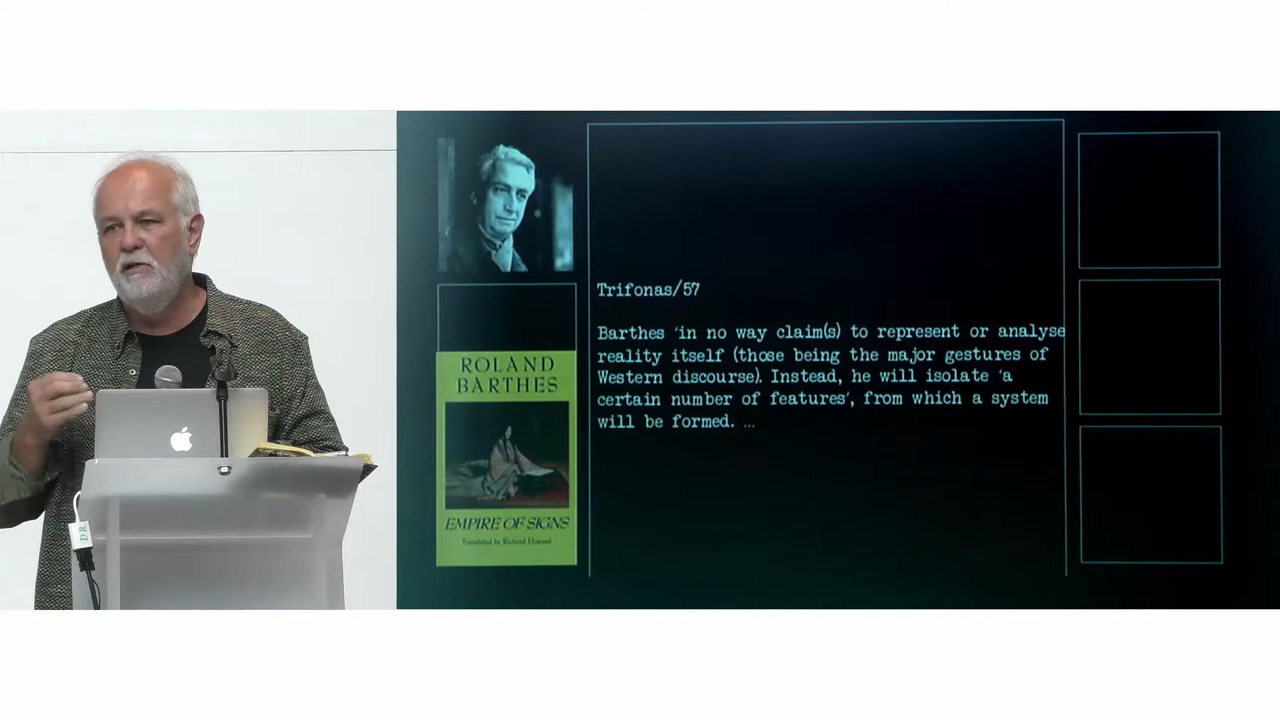 Trifonas/57
Barthes 'in no way claim(s) to represent or analyse
reality itself (those being the major gestures of
Western discourse). Instead, he will isolate 'a
certain number of features', from which a system
will be formed. ...
ROLAND
BARTHES
EMPIRE OF SIGNS
Translated by Richard Howard
DR